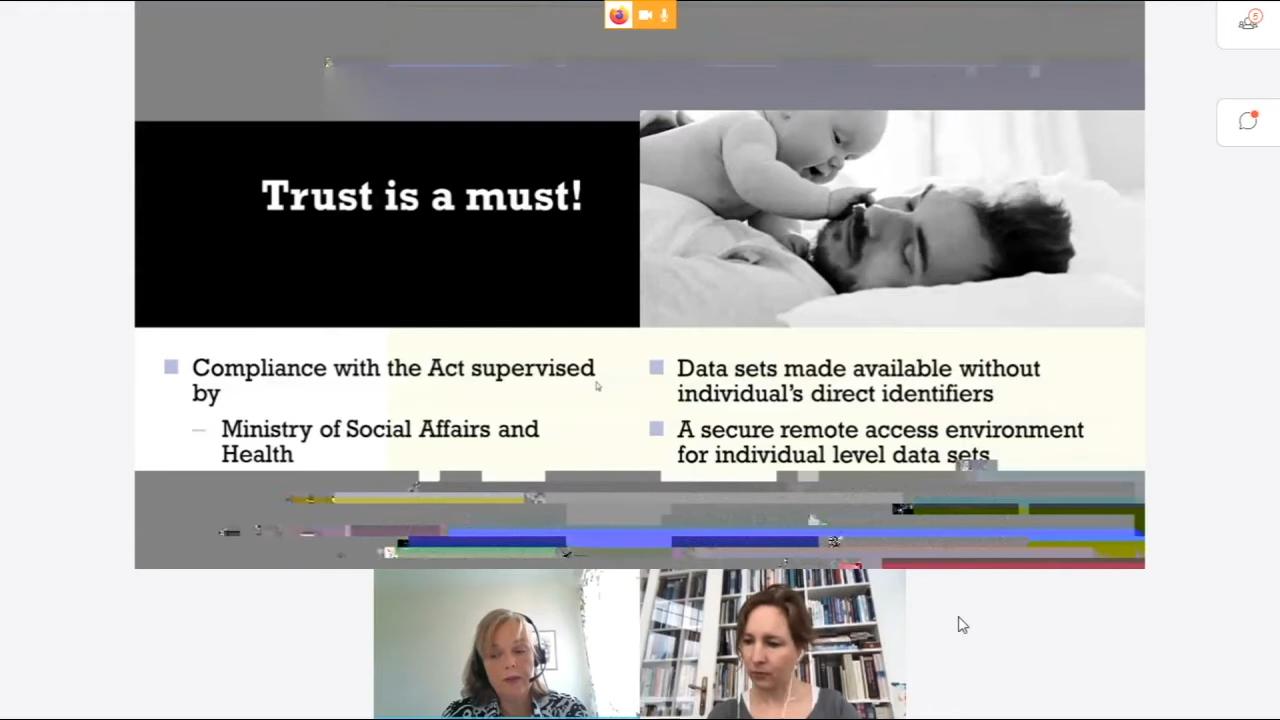 5
Trust is a must!
Compliance with the Act supervised
by
Ministry of Social Affairs and
Health
Data sets made available without
individual's direct identifiers
A secure remote access environment
for individual level data sets